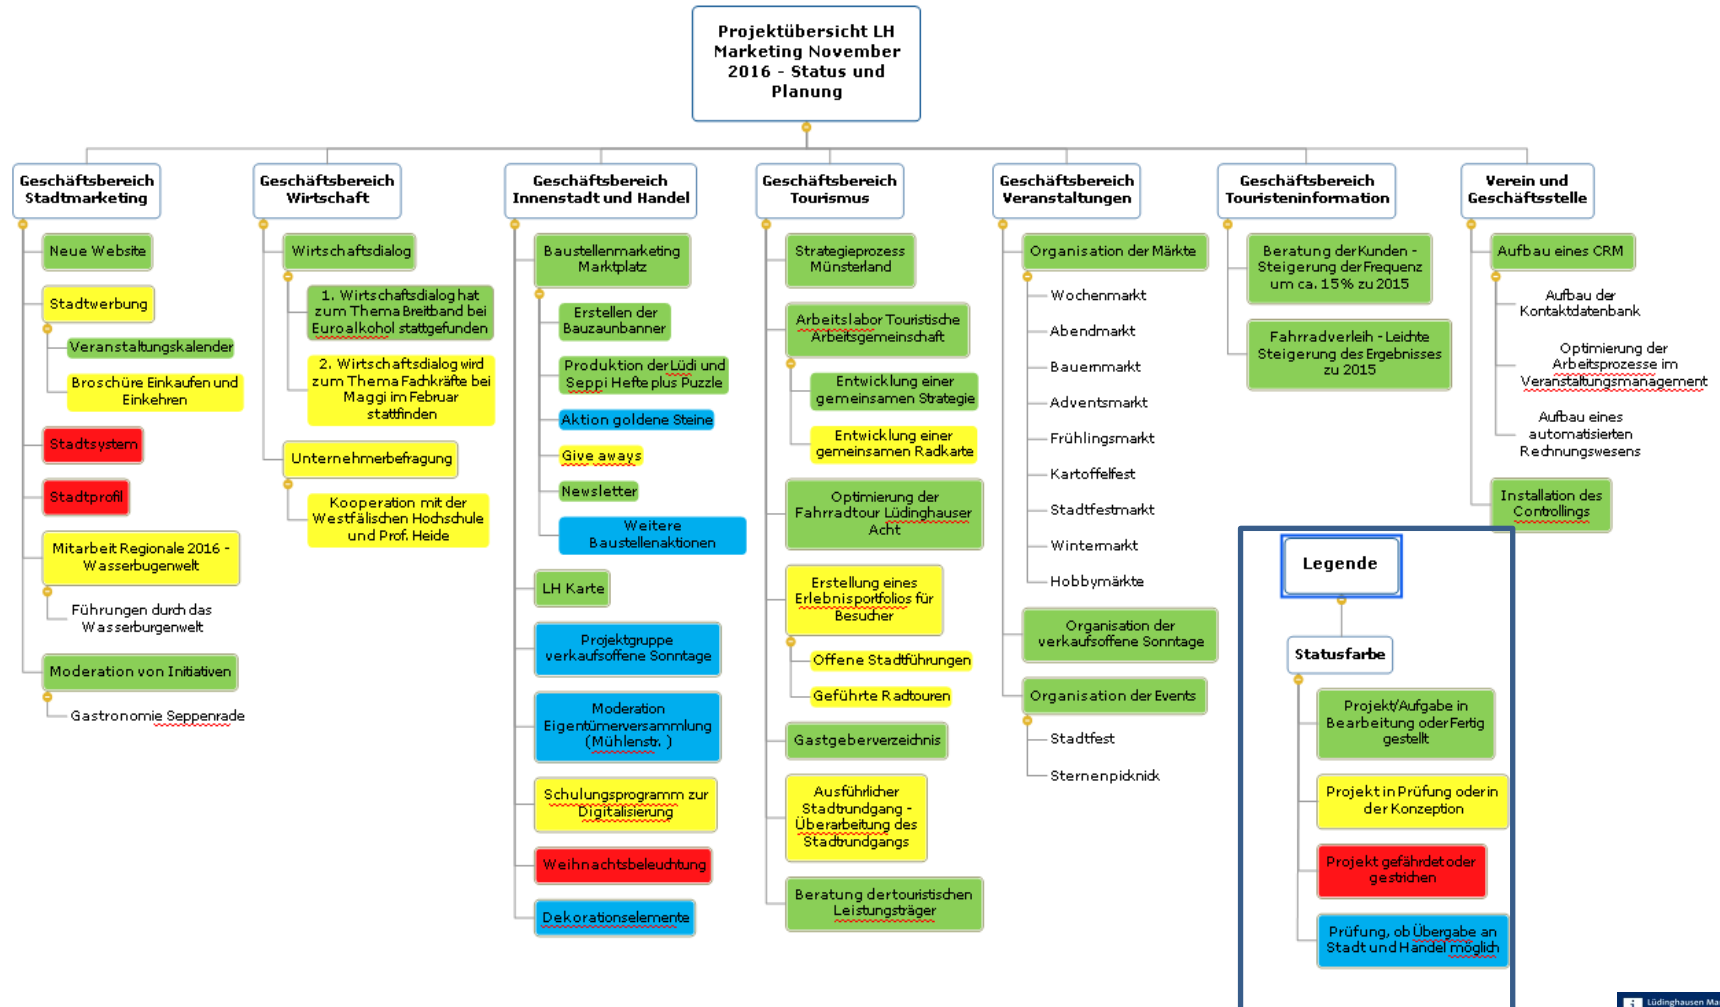 Projektübersicht LH
Marketing November
2016 - Status und
Planung
Geschäftsbereich
Stadtmarketing
Neue Website
Stadtwerbung
Veranstaltungskalender
Broschüre Einkaufen und
Einkehren
Stadtsystem
Stadtprofil
Mitarbeit Regionale 2016 -
Wasserbugenwelt
Führungen durch das
Wasserburgenwelt
Moderation von Initiativen
Gastronomie Seppenrade
Geschäftsbereich
Wirtschaft
Wirtschaftsdialog
1. Wirtschaftsdialog hat
zum Thema Breitband bei
Euroalkohol stattgefunden
2. Wirtschaftsdialog wird
zum Thema Fachkräfte bei
Maggi im Februar
stattfinden
Unternehmerbefragung
Kooperation mit der
Westfälischen Hochschule
und Prof. Heide
Geschäftsbereich
Innenstadt und Handel
Baustellenmarketing
Marktplatz
Erstellen der
Bauzaunbanner
Produktion der Lüdi und
Seppi Hefte plus Puzzle
Aktion goldene Steine
Give aways
Newsletter
Weitere
Baustellenaktionen
LH Karte
Projektgruppe
verkaufsoffene Sonntage
Moderation
Eigentümerversammlung
(Mühlenstr. )
Schulungsprogramm zur
Digitalisierung
Weihnachtsbeleuchtung
Dekorationselemente
Geschäftsbereich
Tourismus
Strategieprozess
Münsterland
Arbeitslabor Touristische
Arbeitsgemeinschaft
Entwicklung einer
gemeinsamen Strategie
Entwicklung einer
gemeinsamen Radkarte
Optimierung der
Fahrradtour Lüdinghauser
Acht
Erstellung eines
Erlebnisportfolios für
Besucher
Offene Stadtführungen
Geführte Radtouren
Gastgeberverzeichnis
Ausführlicher
Stadtrundgang -
Überarbeitung des
Stadtrundgangs
Beratung der touristischen
Leistungsträger
Geschäftsbereich
Veranstaltungen
Organisation der Märkte
Wochenmarkt
Abendmarkt
Bauernmarkt
Adventsmarkt
Frühlingsmarkt
Kartoffelfest
Stadtfestmarkt
Wintermarkt
Hobbymärkte
Organisation der
verkaufsoffene Sonntage
Organisation der Events
Stadtfest
Sternenpicknick
Geschäftsbereich
Touristeninformation
Beratung der Kunden -
Steigerung der Frequenz
um ca. 15% zu 2015
Fahrradverleih - Leichte
Steigerung des Ergebnisses
zu 2015
Verein und
Geschäftsstelle
Aufbau eines CRM
Aufbau der
Kontaktdatenbank
Optimierung der
Arbeitsprozesse im
Veranstaltungsmanagement
Aufbau eines
automatisierten
Rechnungswesens
Installation des
Controllings
Legende
Statusfarbe
Projekt/Aufgabe in
Bearbeitung oder Fertig
gestellt
Projekt in Prüfung oder in
der Konzeption
Projekt gefährdet oder
gestrichen
Prüfung, ob Übergabe an
Stadt und Handel möglich
i Lüdinghausen Ma